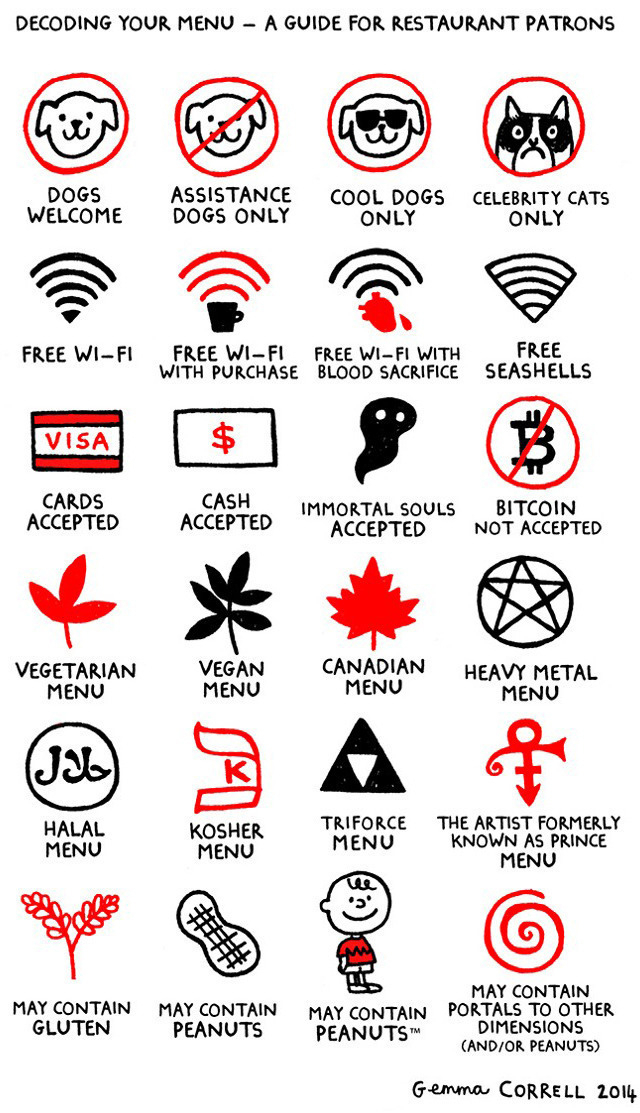 DECODING YOUR MENU – A GUIDE FOR RESTAURANT PATRONS
DOGS
WELCOME
ASSISTANCE
DOGS ONLY
COOL DOGS
ONLY
CELEBRITY CATS
ONLY
FREE WI–FI
FREE WI–FI
WITH PURCHASE
FREE WI–FI WITH
BLOOD SACRIFICE
FREE
SEASHELLS
VISA
CARDS
ACCEPTED
$
CASH
ACCEPTED
IMMORTAL SOULS
ACCEPTED
B
BITCOIN
NOT ACCEPTED
VEGETARIAN
MENU
VEGAN
MENU
CANADIAN
MENU
HEAVY METAL
MENU
HALAL
MENU
K
KOSHER
MENU
TRIFORCE
MENU
THE ARTIST FORMERLY
KNOWN AS PRINCE
MENU
MAY CONTAIN
GLUTEN
MAY CONTAIN
PEANUTS
MAY CONTAIN
PEANUTS™
MAY CONTAIN
PORTALS TO OTHER
DIMENSIONS
(AND/OR PEANUTS)
Gemma CORRELL 2014